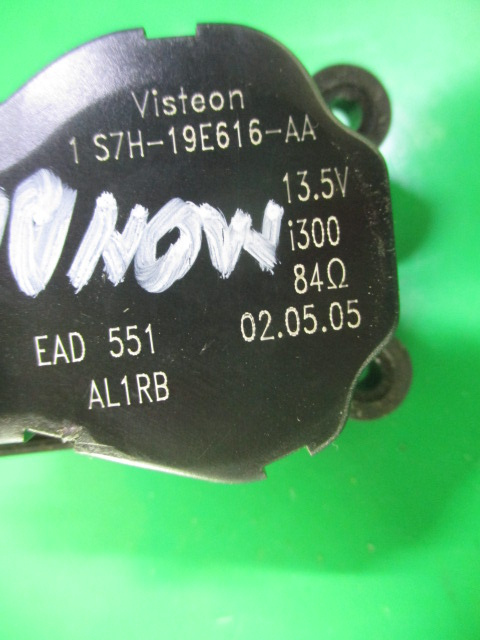 Visteon
1 S7H-19E616-AA
13.5V
i300
84Ω
02.05.05
EAD 551
AL1RB